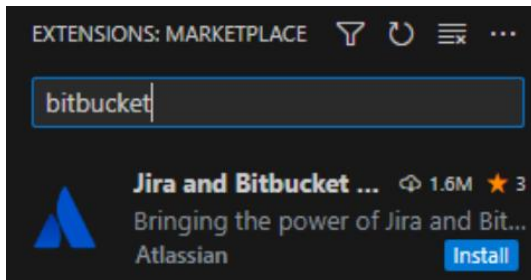 EXTENSIONS: MARKETPLACE
bitbucket
Jira and Bitbucket ... 1.6M ★ 3
Bringing the power of Jira and Bit...
Atlassian Install